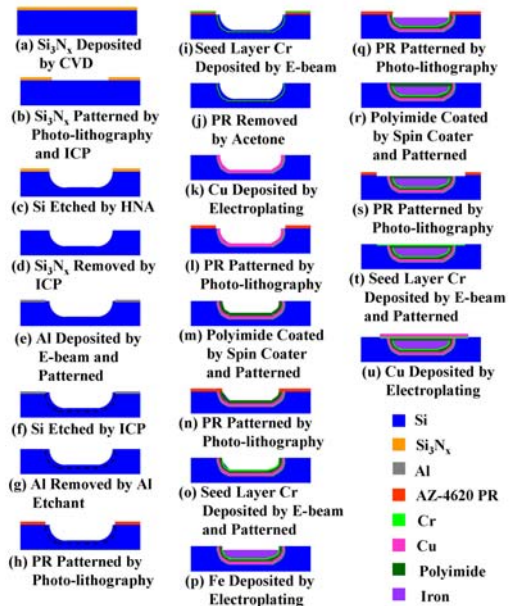 (a) Si3Nx Deposited
by CVD
(b) Si3Nx Patterned by
Photo-lithography
and ICP
(c) Si Etched by HNA
(d) Si3Nx Removed by
ICP
(e) Al Deposited by
E-beam and
Patterned
(f) Si Etched by ICP
(g) Al Removed by Al
Etchant
(h) PR Patterned by
Photo-lithography
(i) Seed Layer Cr
Deposited by E-beam
(j) PR Removed
by Acetone
(k) Cu Deposited by
Electroplating
(l) PR Patterned by
Photo-lithography
(m) Polyimide Coated
by Spin Coater
and Patterned
(n) PR Patterned by
Photo-lithography
(o) Seed Layer Cr
Deposited by E-beam
and Patterned
(p) Fe Deposited by
Electroplating
(q) PR Patterned by
Photo-lithography
(r) Polyimide Coated
by Spin Coater
and Patterned
(s) PR Patterned by
Photo-lithography
(t) Seed Layer Cr
Deposited by E-beam
and Patterned
(u) Cu Deposited by
Electroplating
Si
Si3Nx
Al
AZ-4620 PR
Cr
Cu
Polyimide
Iron